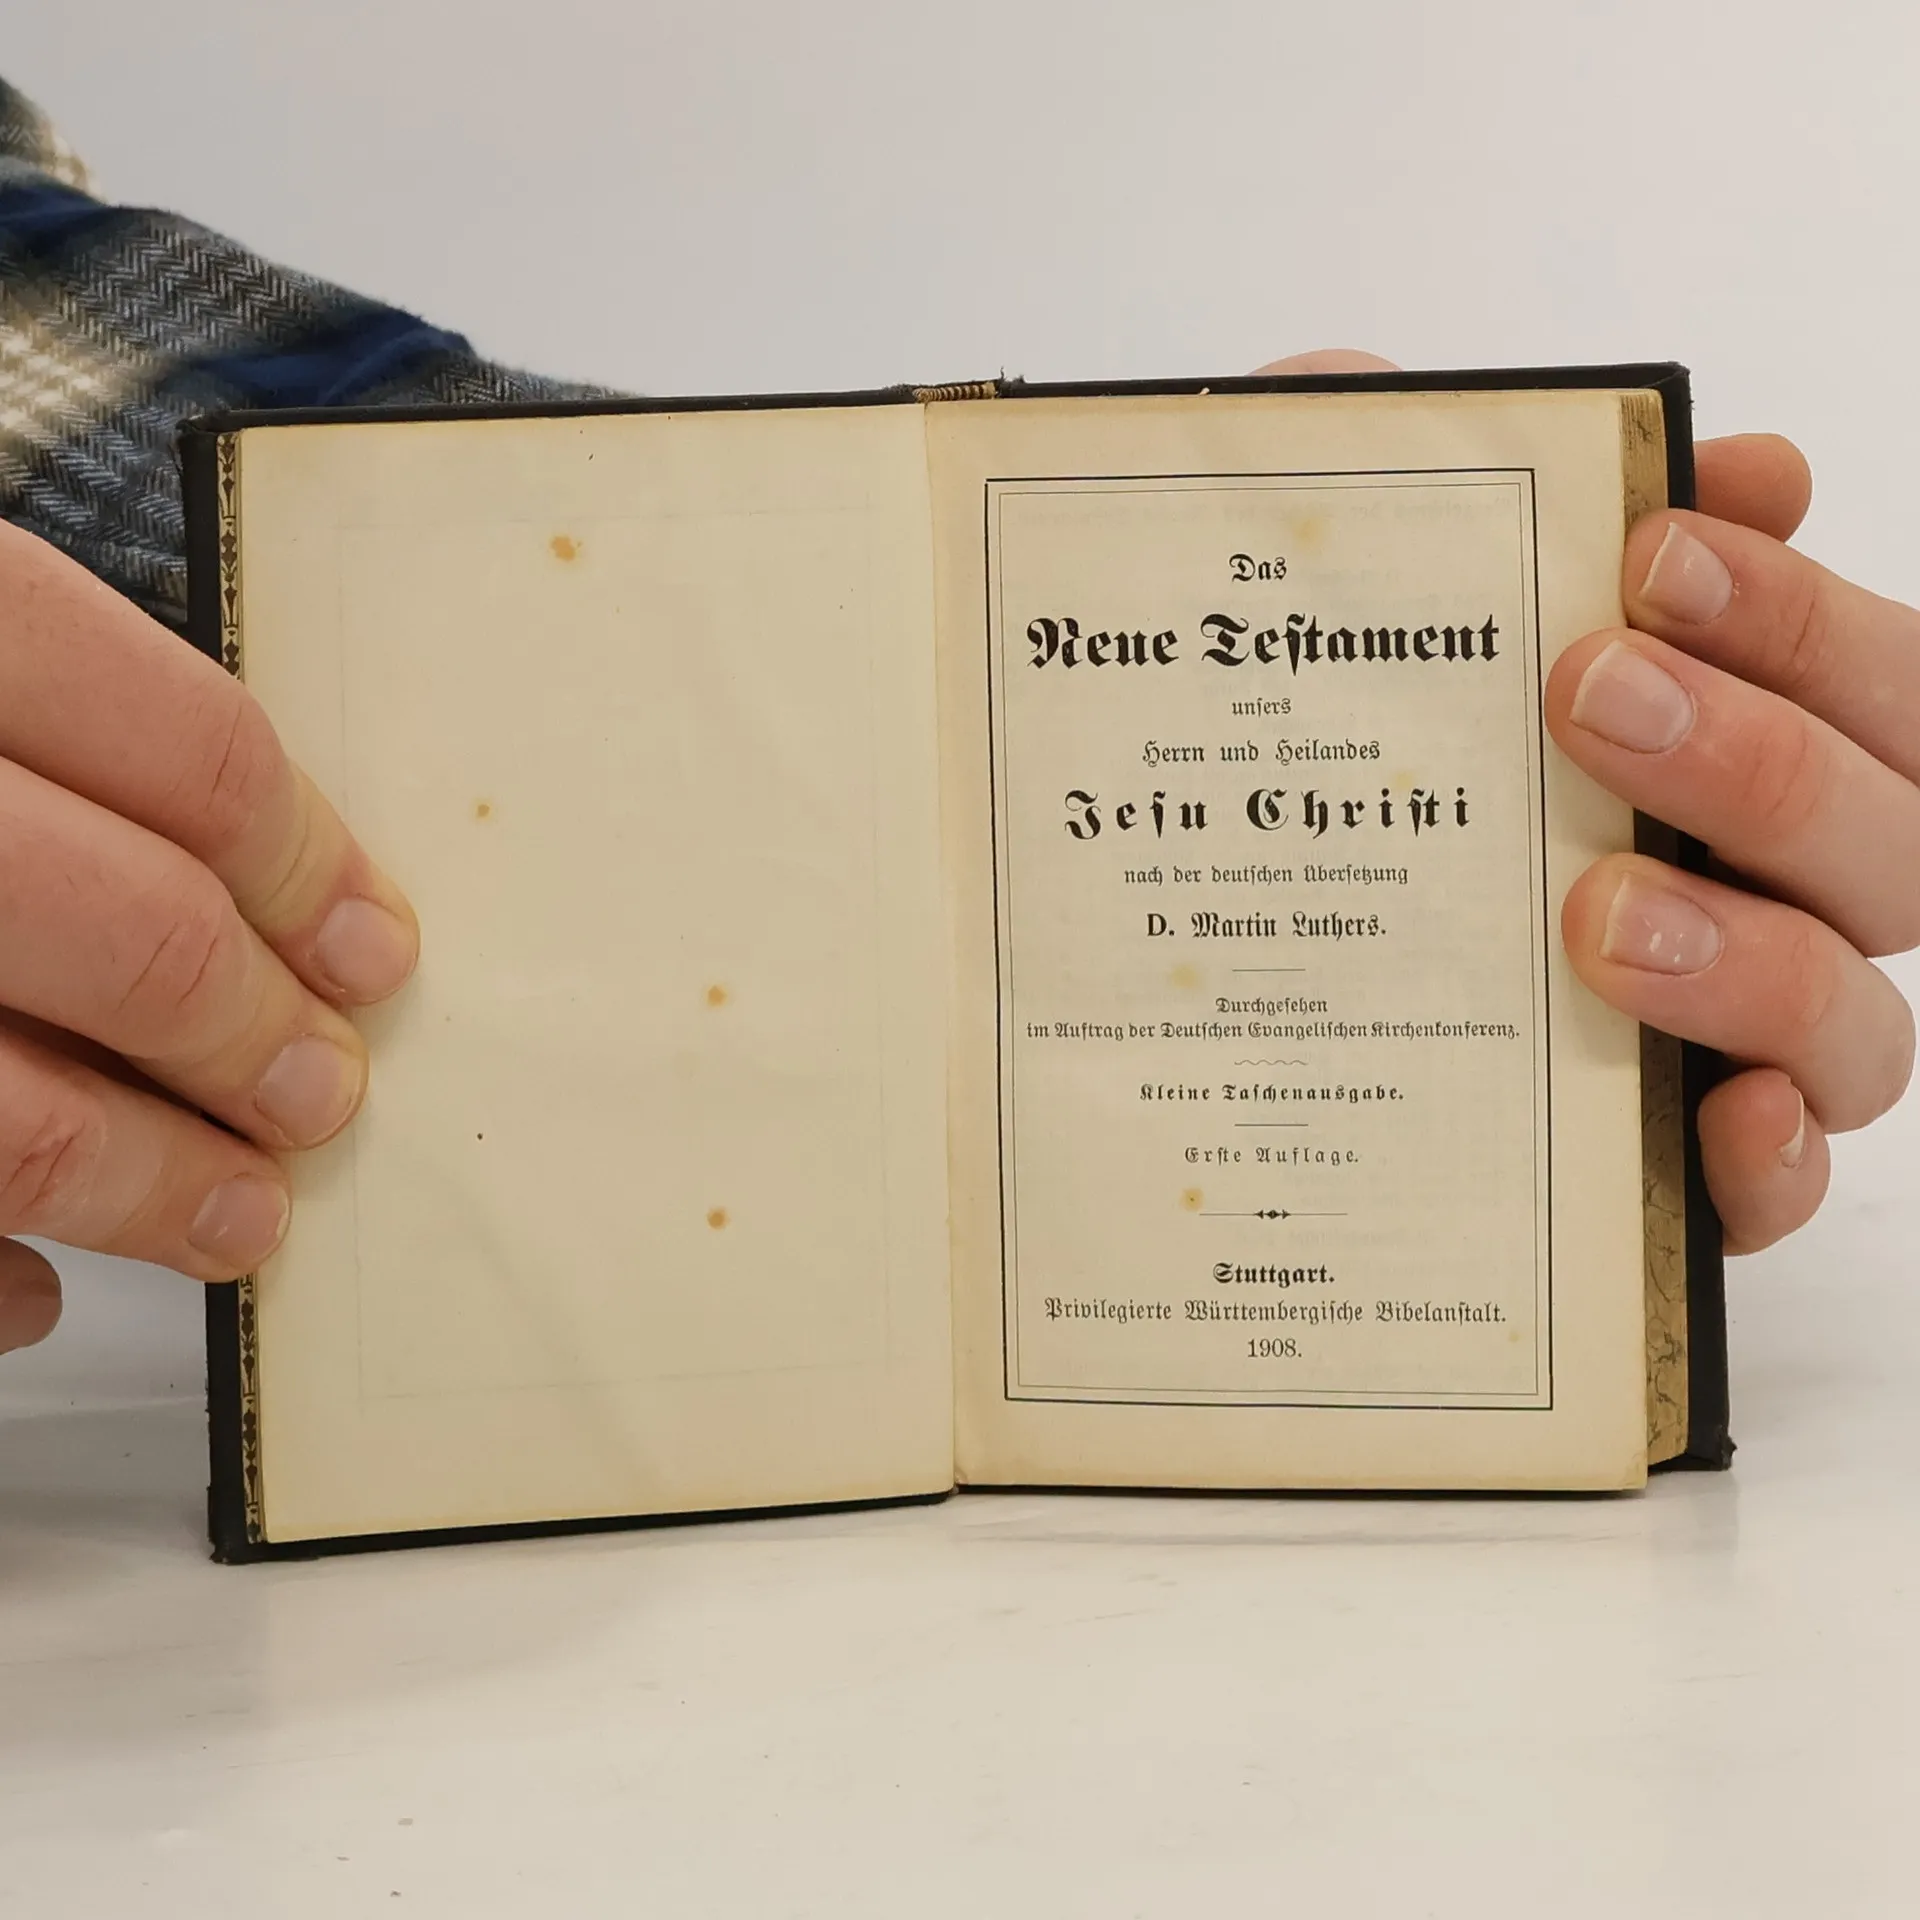 Das
Neue Testament
unsers
Herrn und Heilandes
Jesu Christi
nach der deutschen Übersetzung
D. Martin Luthers.
Durchgesehen
im Auftrag der Deutschen Evangelischen Kirchenkonferenz.
Kleine Taschenausgabe.
Erste Auflage.
Stuttgart.
Privilegierte Württembergische Bibelanstalt.
1908.